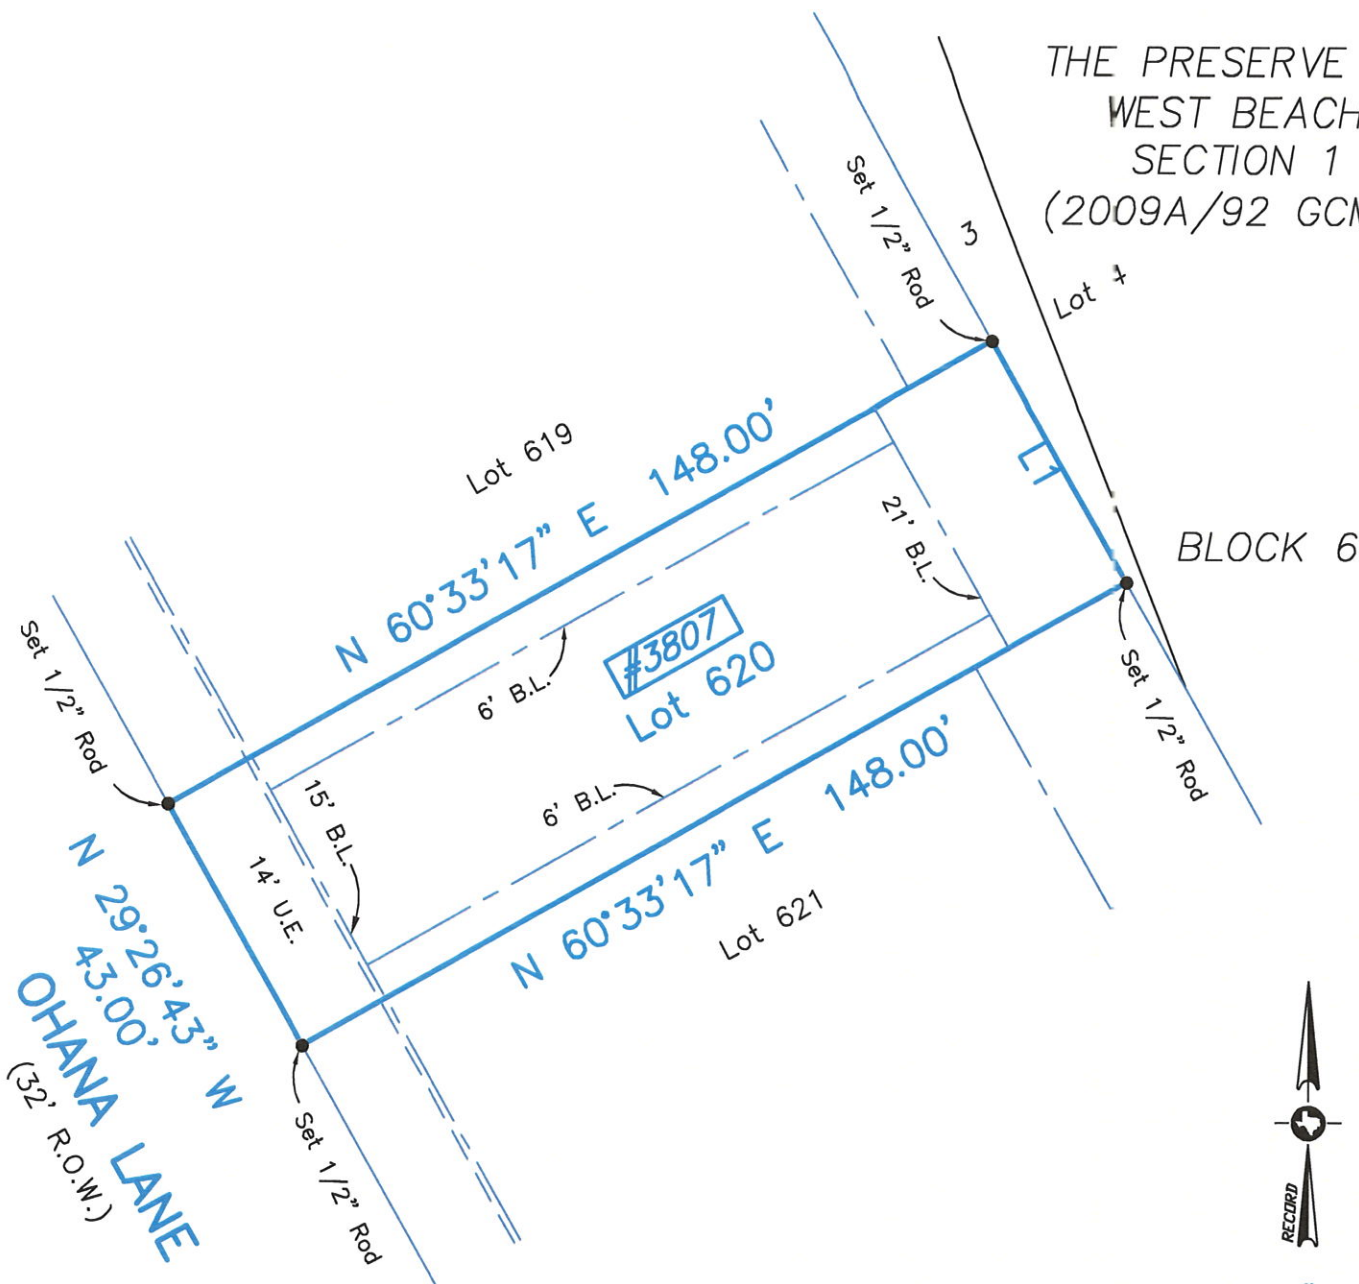 THE PRESERVE
WEST BEACH
SECTION 1
(2009A/92
Set 1/2" Rod
3
Lot 4
Lot 619
N 60°33'17" E 148.00'
L1
BLOCK 6
21' B.L.
#3807
Lot 620
6' B.L.
Set 1/2" Rod
Set 1/2" Rod
15' B.L.
6' B.L.
14' U.E.
N 60°33'17" E 148.00'
Lot 621
N 29°26'43" W
43.00'
OHANA LANE
(32' R.O.W.)
Set 1/2" Rod
RECORD